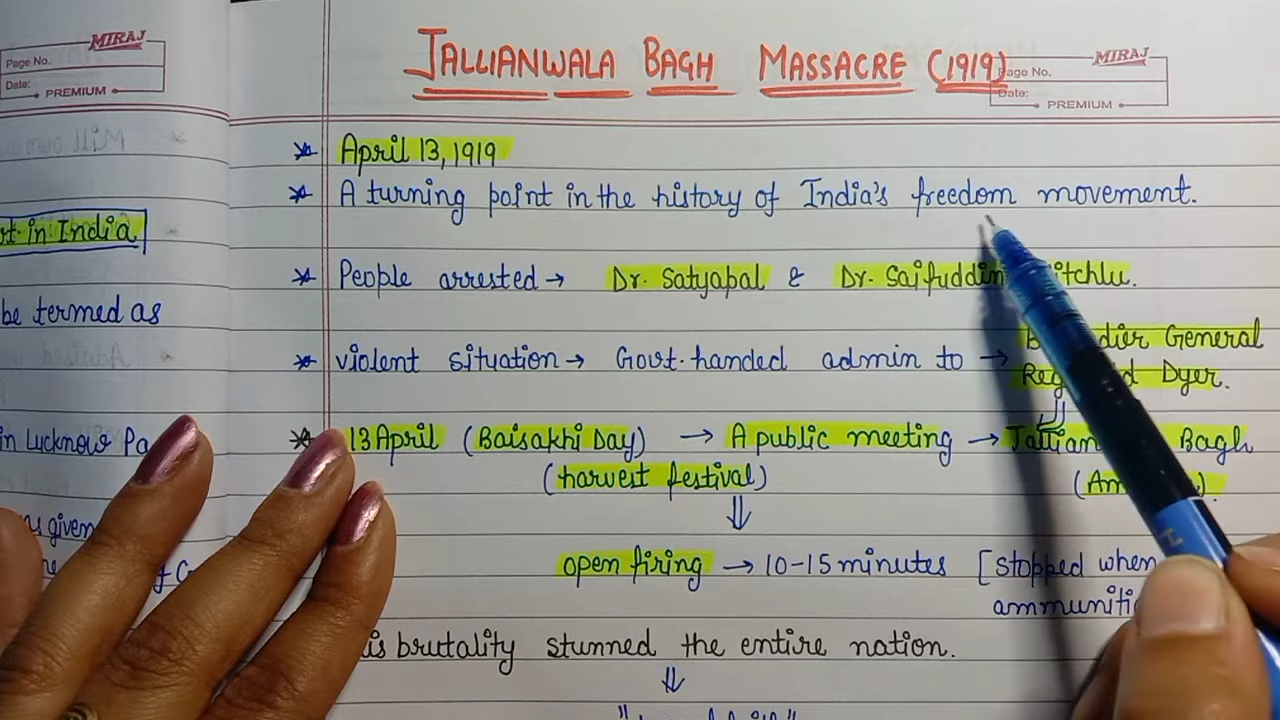 MIRAJ
Page No.
Date:
PREMIUM
JALLIANWALA BAGH MASSACRE (1919)
MIRAJ
Page No.
Date:
PREMIUM
April 13, 1919
A turning point in the history of India's freedom movement.
in India
People arrested → Dr. Satyapal & Dr. Saifuddin
be termed as
violent situation → Govt. handed admin to → General
Dyer.
in Lucknow
13 April (Baisakhi Day) → A public meeting → Bagh
(harvest festival)
given
open firing → 10-15 minutes [stopped when
brutality stunned the entire nation.